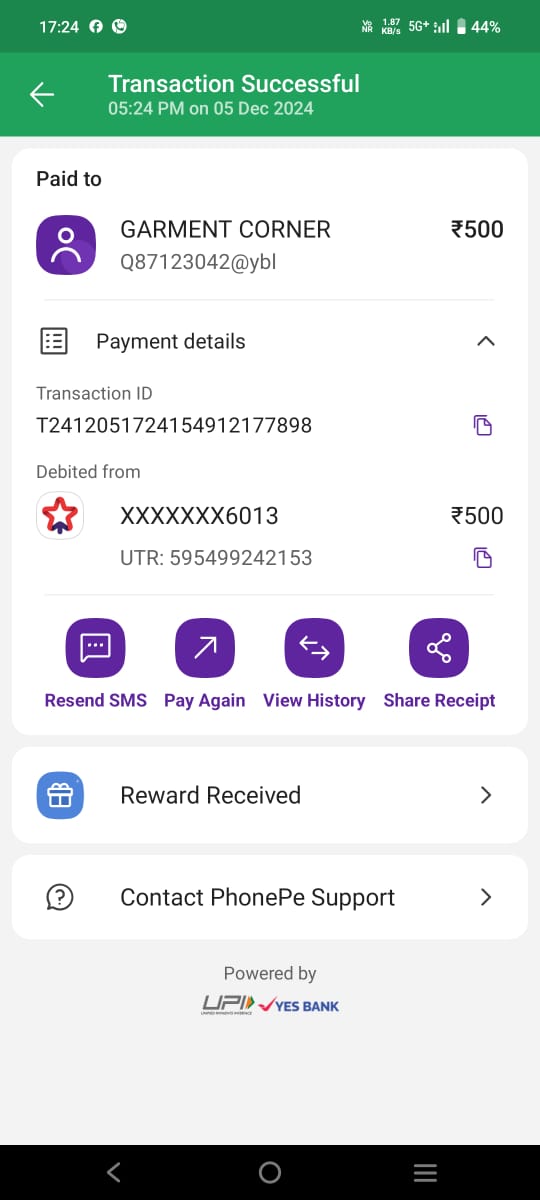 17:24 Vo NR 1.87 KB/s 5G+ 44%
Transaction Successful
05:24 PM on 05 Dec 2024
Paid to
GARMENT CORNER ₹500
Q87123042@ybl
Payment details
Transaction ID
T2412051724154912177898
Debited from
XXXXXXX6013 ₹500
UTR: 595499242153
Resend SMS Pay Again View History Share Receipt
Reward Received
Contact PhonePe Support
Powered by
UPI YES BANK
UNIFIED PAYMENTS INTERFACE